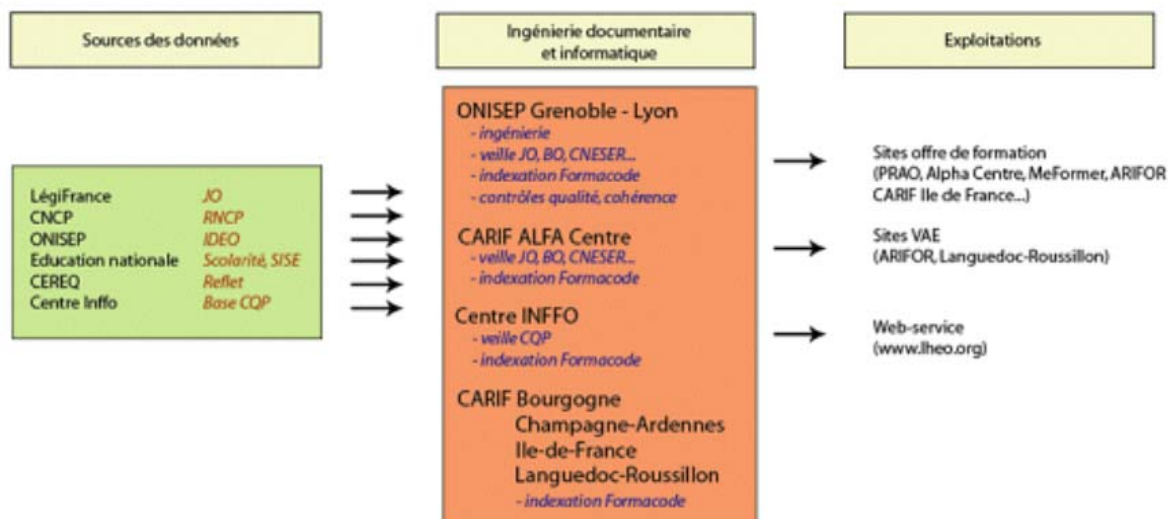 Sources des données
Ingénierie documentaire
et informatique
Exploitations
LégiFrance JO
CNCP RNCP
ONISEP IDEO
Education nationale Scolarité, SISE
CEREQ Reflet
Centre Inffo Base CQP
ONISEP Grenoble - Lyon
- ingénierie
- veille JO, BO, CNESER...
- indexation Formacode
- contrôles qualité, cohérence
CARIF ALFA Centre
- veille JO, BO, CNESER...
- indexation Formacode
Centre INFFO
- veille CQP
- indexation Formacode
CARIF Bourgogne
Champagne-Ardennes
Ile-de-France
Languedoc-Roussillon
- indexation Formacode
Sites offre de formation
(PRAO, Alpha Centre, MeFormer, ARIFOR
CARIF Ile de France...)
Sites VAE
(ARIFOR, Languedoc-Roussillon)
Web-service
(www.lheo.org)